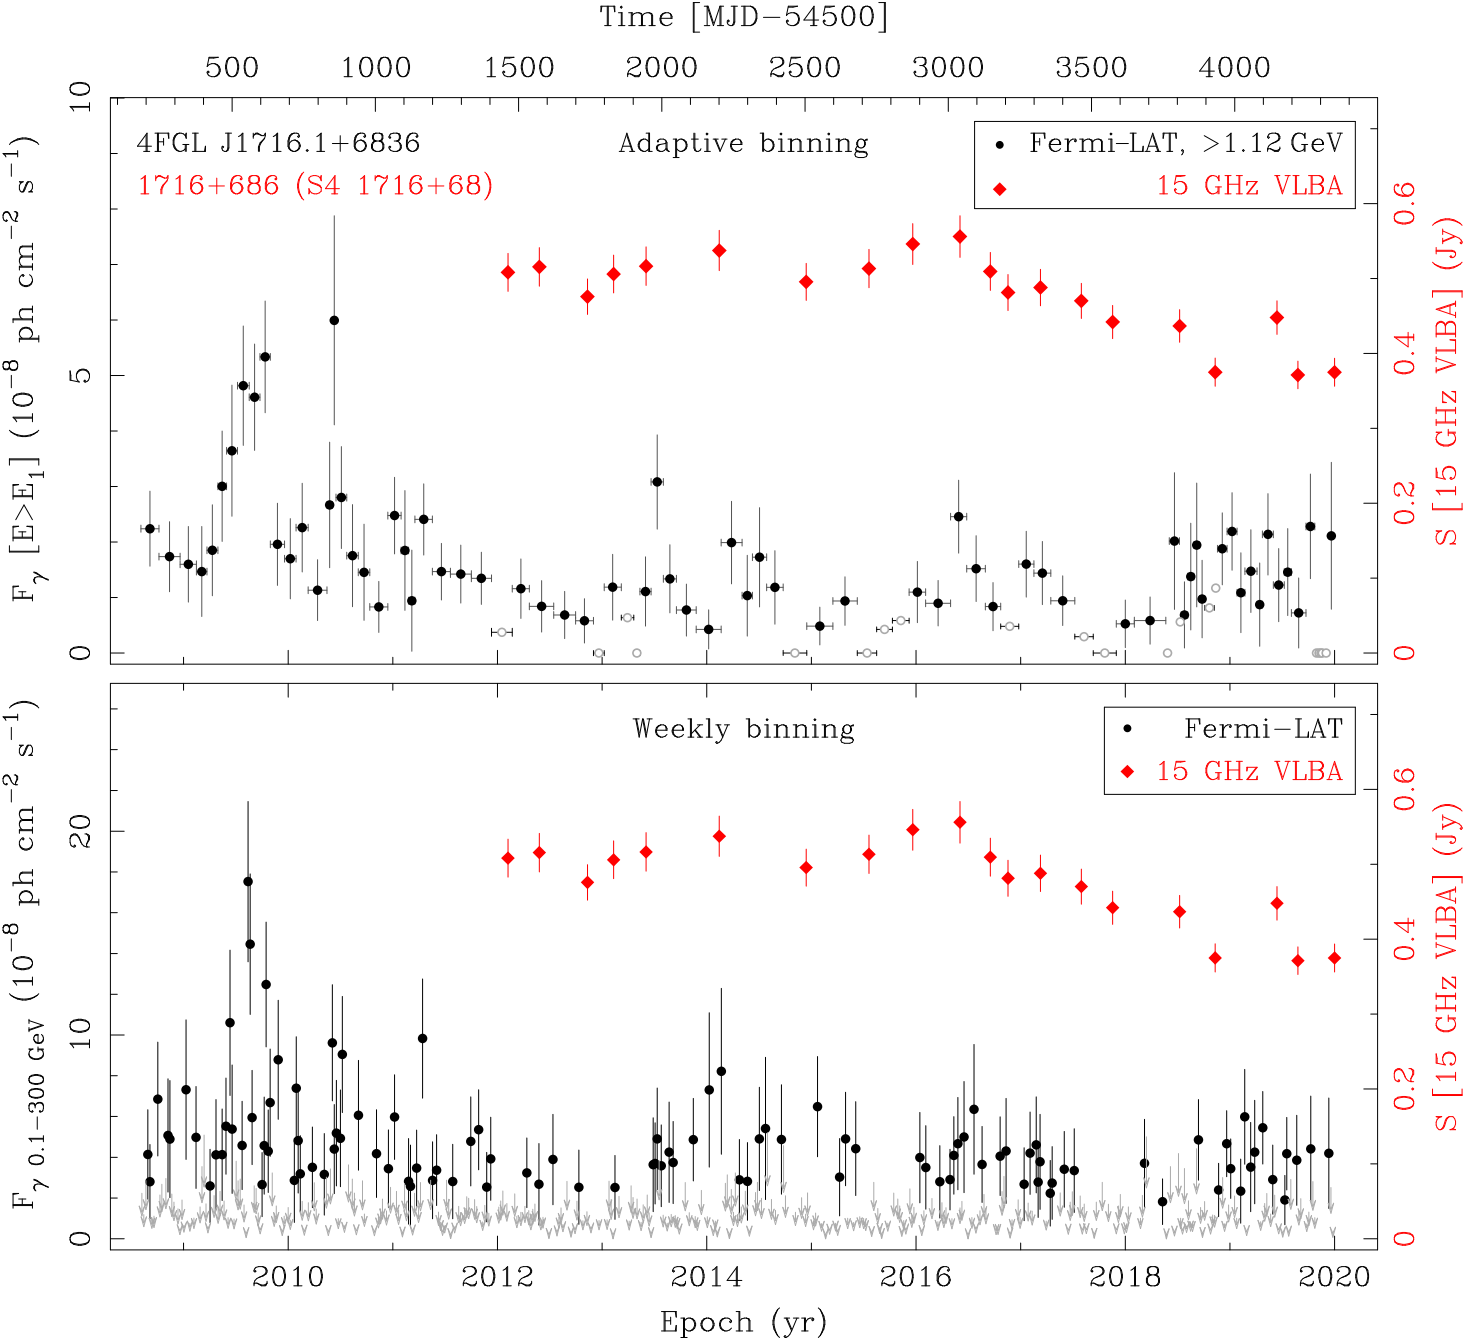 Time [MJD−54500]
500 1000 1500 2000 2500 3000 3500 4000
4FGL J1716.1+6836
1716+686 (S4 1716+68)
Adaptive binning
Fermi−LAT, >1.12 GeV
15 GHz VLBA
F_γ [E>E_1] (10^−8 ph cm^−2 s^−1)
10
5
0
S [15 GHz VLBA] (Jy)
0.6
0.4
0.2
0
Weekly binning
Fermi−LAT
15 GHz VLBA
F_γ 0.1−300 GeV (10^−8 ph cm^−2 s^−1)
20
10
0
S [15 GHz VLBA] (Jy)
0.6
0.4
0.2
0
2010 2012 2014 2016 2018 2020
Epoch (yr)